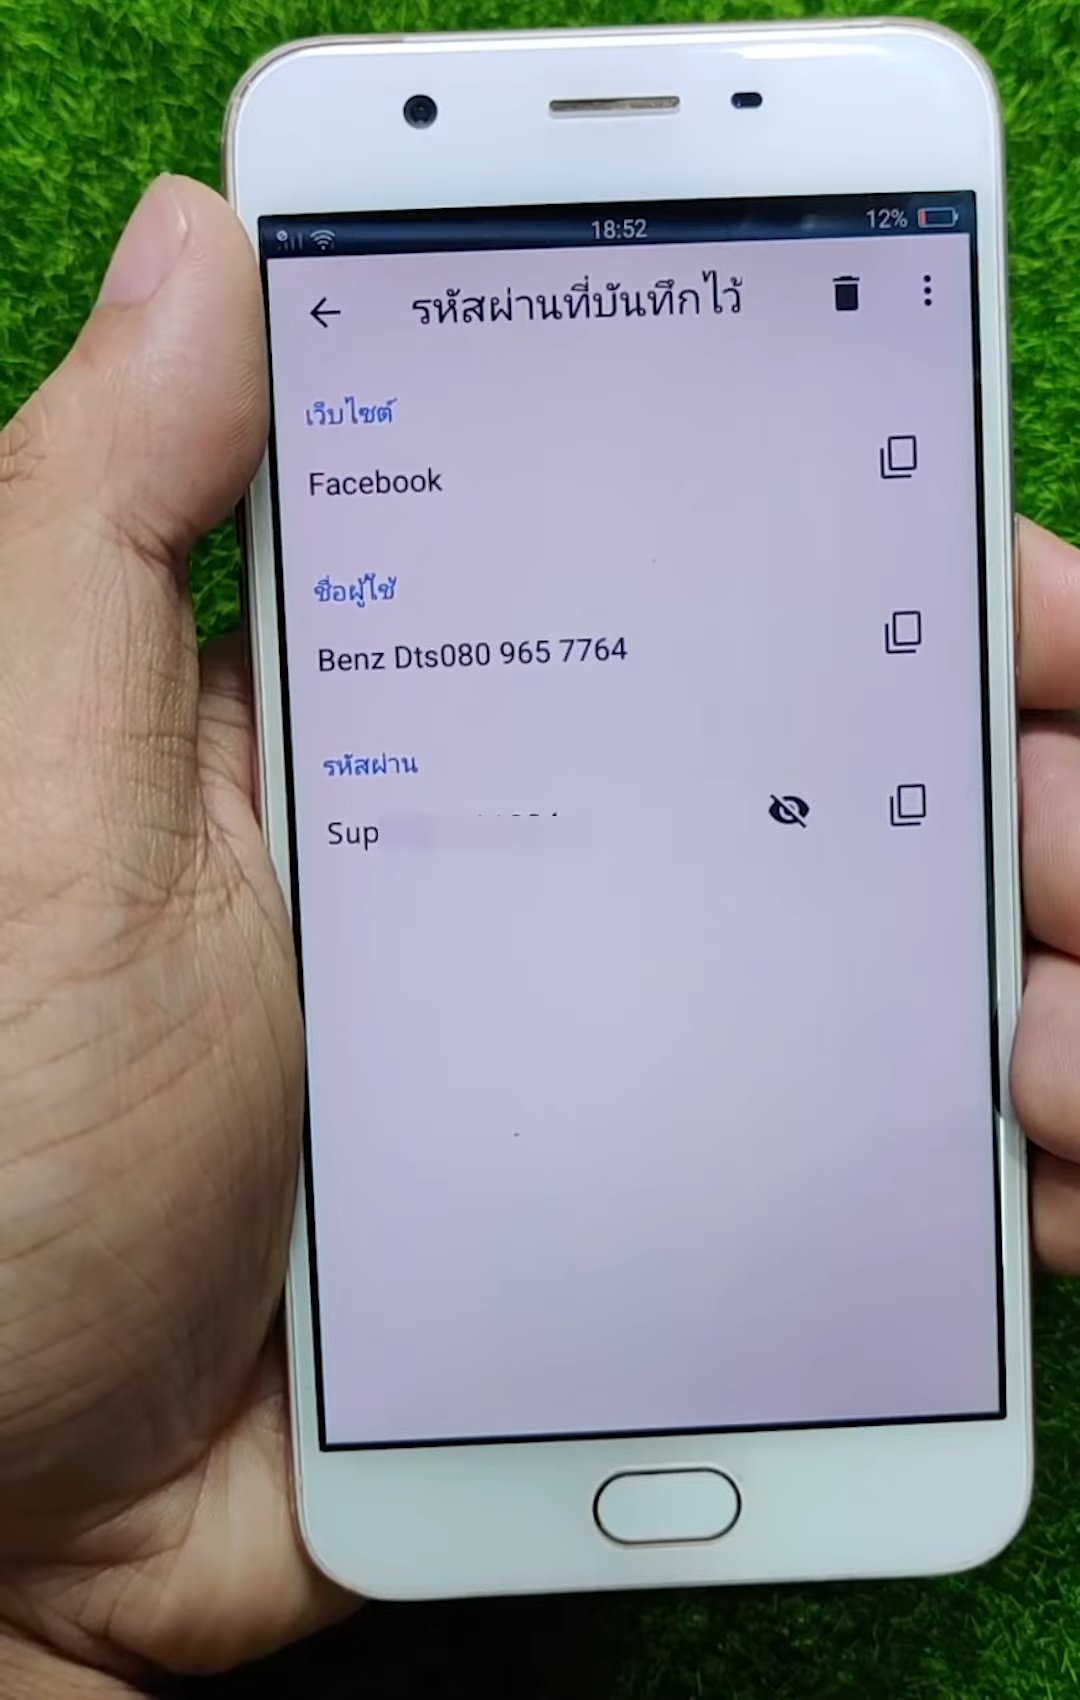 18:52
12%
รหัสผ่านที่บันทึกไว้
เว็บไซต์
Facebook
ชื่อผู้ใช้
Benz Dts080 965 7764
รหัสผ่าน
Sup